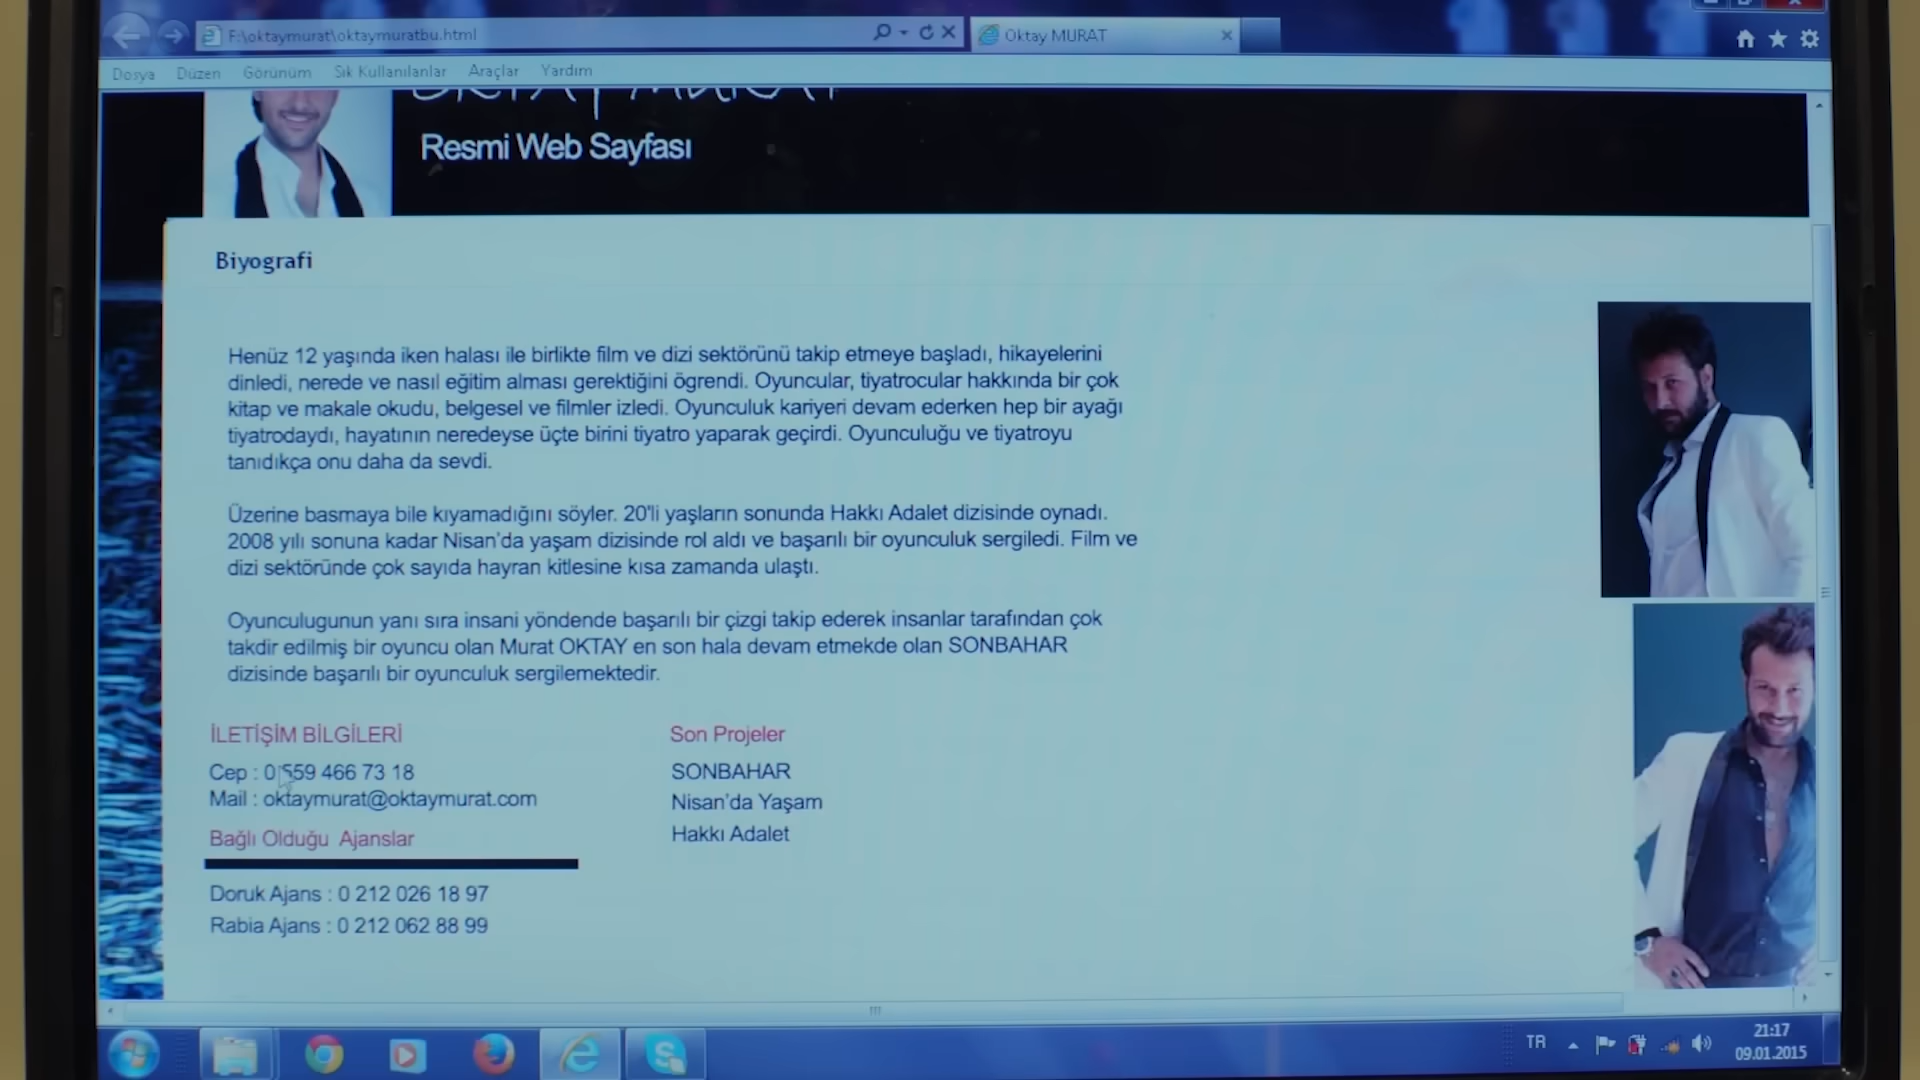 F:\oktaymurat\oktaymuratbu.html
Oktay MURAT
Dosya Düzen Görünüm Sık Kullanılanlar Araçlar Yardım
OKTAY MURAT
Resmi Web Sayfası
Biyografi
Henüz 12 yaşında iken halası ile birlikte film ve dizi sektörünü takip etmeye başladı, hikayelerini
dinledi, nerede ve nasıl eğitim alması gerektiğini ögrendi. Oyuncular, tiyatrocular hakkında bir çok
kitap ve makale okudu, belgesel ve filmler izledi. Oyunculuk kariyeri devam ederken hep bir ayağı
tiyatrodaydı, hayatının neredeyse üçte birini tiyatro yaparak geçirdi. Oyunculuğu ve tiyatroyu
tanıdıkça onu daha da sevdi.
Üzerine basmaya bile kıyamadığını söyler. 20'li yaşların sonunda Hakkı Adalet dizisinde oynadı.
2008 yılı sonuna kadar Nisan'da yaşam dizisinde rol aldı ve başarılı bir oyunculuk sergiledi. Film ve
dizi sektöründe çok sayıda hayran kitlesine kısa zamanda ulaştı.
Oyunculugunun yanı sıra insani yöndende başarılı bir çizgi takip ederek insanlar tarafından çok
takdir edilmiş bir oyuncu olan Murat OKTAY en son hala devam etmekde olan SONBAHAR
dizisinde başarılı bir oyunculuk sergilemektedir.
İLETİŞİM BİLGİLERİ
Cep : 0 559 466 73 18
Mail : oktaymurat@oktaymurat.com
Bağlı Olduğu Ajanslar
Doruk Ajans : 0 212 026 18 97
Rabia Ajans : 0 212 062 88 99
Son Projeler
SONBAHAR
Nisan'da Yaşam
Hakkı Adalet
TR
21:17
09.01.2015